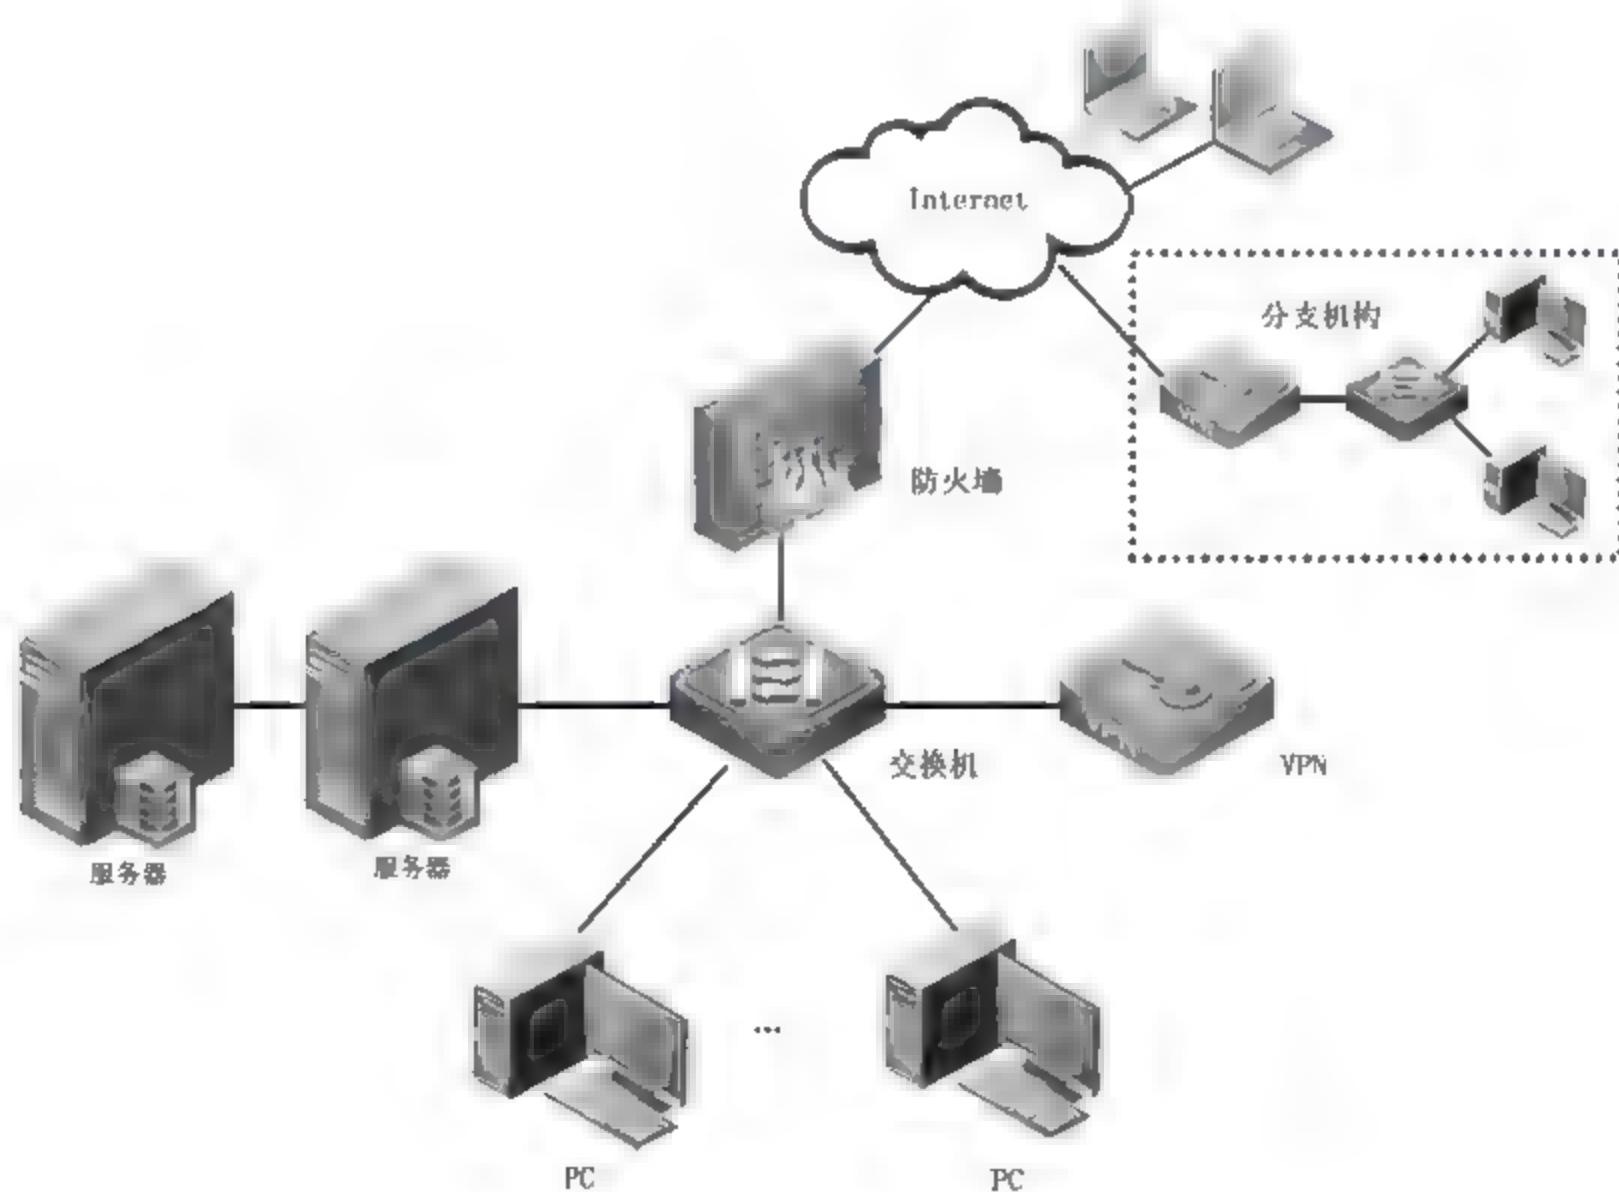 Internet
分支机构
防火墙
交换机
VPN
服务器
服务器
...
PC
PC